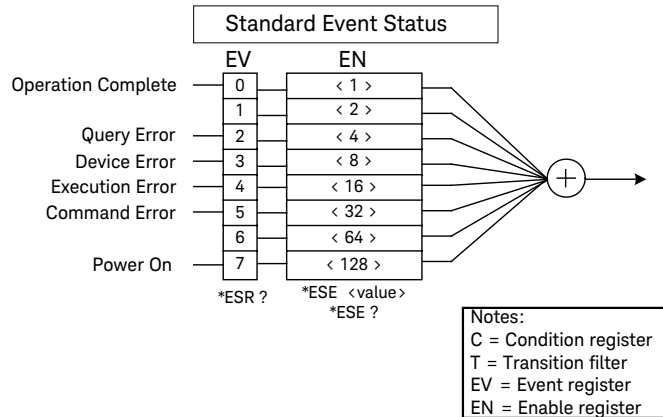 Standard Event Status
EV EN
Operation Complete 0 < 1 >
1 < 2 >
Query Error 2 < 4 >
Device Error 3 < 8 >
Execution Error 4 < 16 >
Command Error 5 < 32 >
6 < 64 >
Power On 7 < 128 >
*ESR ? *ESE <value>
*ESE ?
+
Notes:
C = Condition register
T = Transition filter
EV = Event register
EN = Enable register